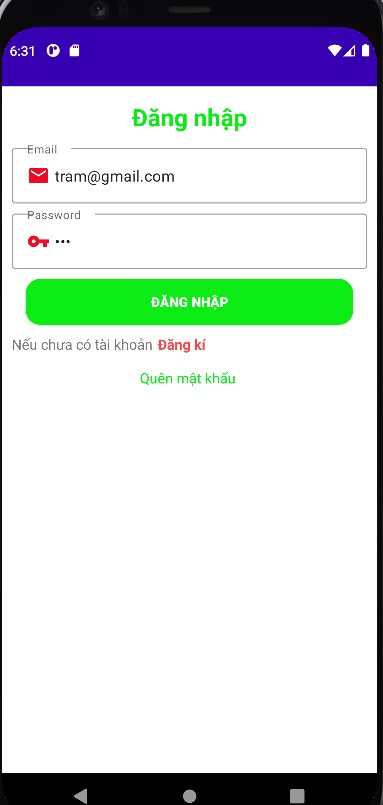 6:31
Đăng nhập
Email
tram@gmail.com
Password
•••
ĐĂNG NHẬP
Nếu chưa có tài khoản Đăng kí
Quên mật khẩu